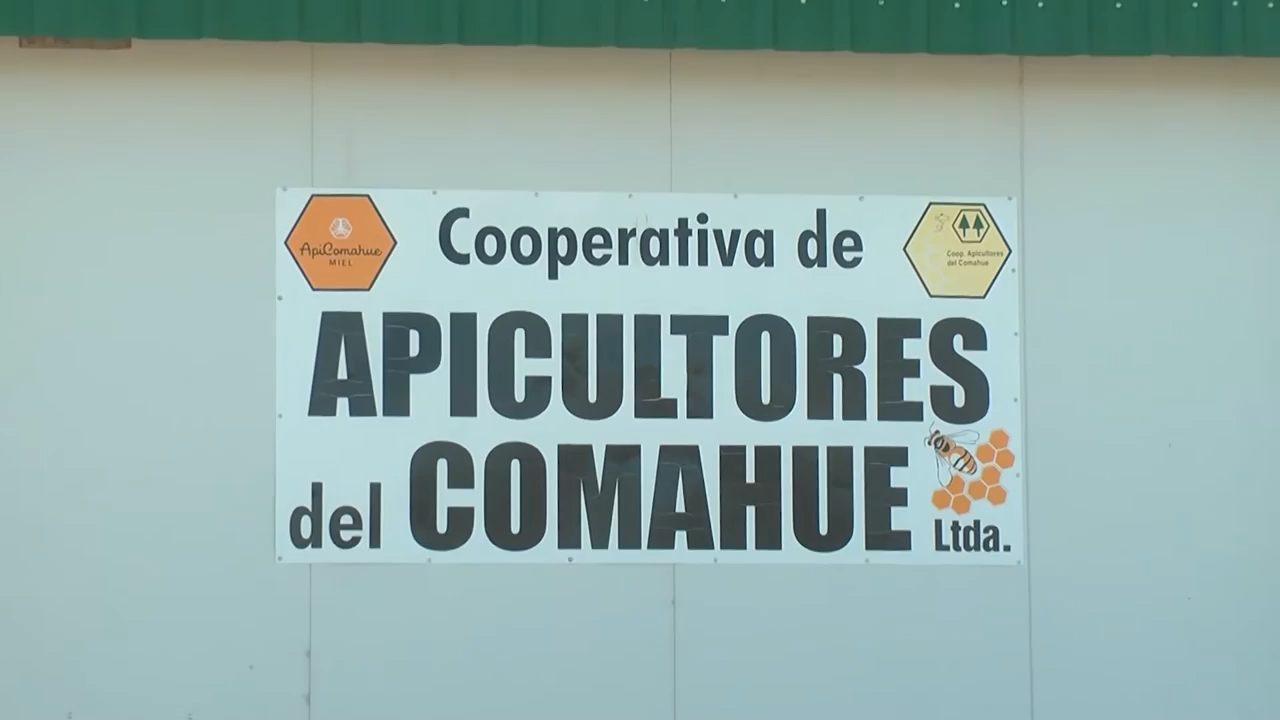 ApiComahue
MIEL
Cooperativa de
Coop. Apicultores
del Comahue
APICULTORES
del COMAHUE
Ltda.